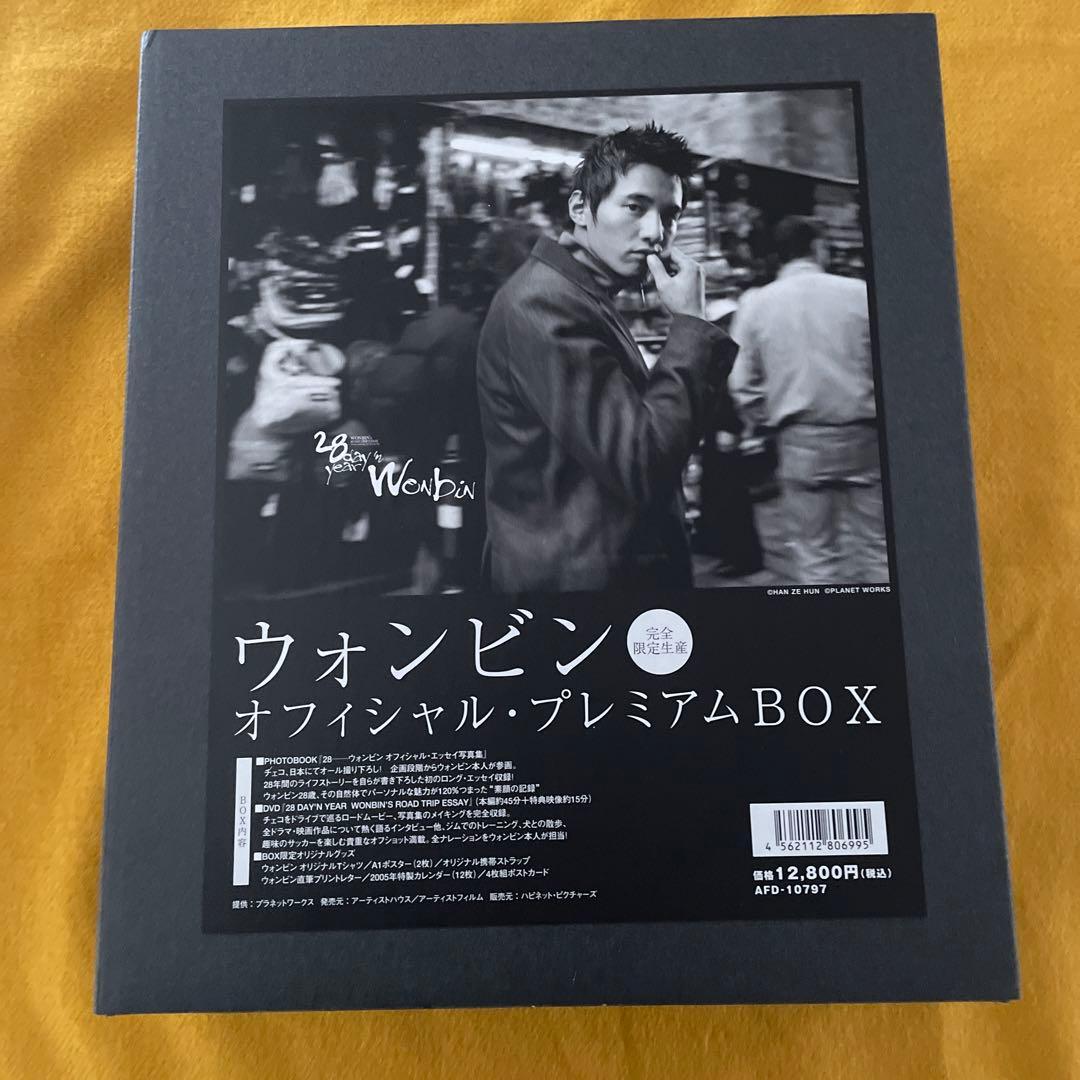 28
day 'n
year/
WONBIN
©HAN ZE HUN ©PLANET WORKS
ウォンビン
完全
限定生産
オフィシャル・プレミアムBOX
BOX内容
■PHOTOBOOK『28──ウォンビン オフィシャル・エッセイ写真集』
チェコ、日本にてオール撮り下ろし! 企画段階からウォンビン本人が参画。
28年間のライフストーリーを自らが書き下ろした初のロング・エッセイ収録!
ウォンビン28歳、その自然体でパーソナルな魅力が120%つまった“素顔の記録”
■DVD『28 DAY'N YEAR WONBIN'S ROAD TRIP ESSAY』(本編約45分+特典映像約15分)
チェコをドライブで巡るロードムービー、写真集のメイキングを完全収録。
全ドラマ・映画作品について熱く語るインタビュー他、ジムでのトレーニング、犬との散歩、
趣味のサッカーを楽しむ貴重なオフショット満載。全ナレーションをウォンビン本人が担当!
■BOX限定オリジナルグッズ
ウォンビン オリジナルTシャツ/A1ポスター(2枚)/オリジナル携帯ストラップ
ウォンビン直筆プリントレター/2005年特製カレンダー(12枚)/4枚組ポストカード
提供:プラネットワークス 発売元:アーティストハウス/アーティストフィルム 販売元:ハピネット・ピクチャーズ
4 562112 806995
価格12,800円(税込)
AFD-10797